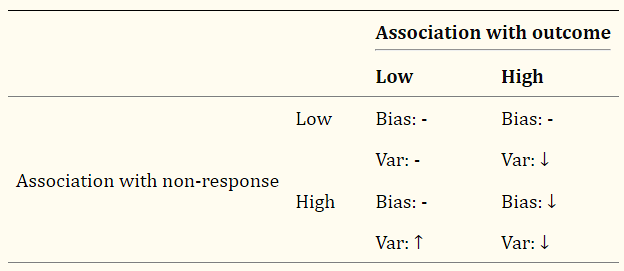 Association with outcome
Low High
Low Bias: - Bias: -
Var: - Var: ↓
Association with non-response
High Bias: - Bias: ↓
Var: ↑ Var: ↓